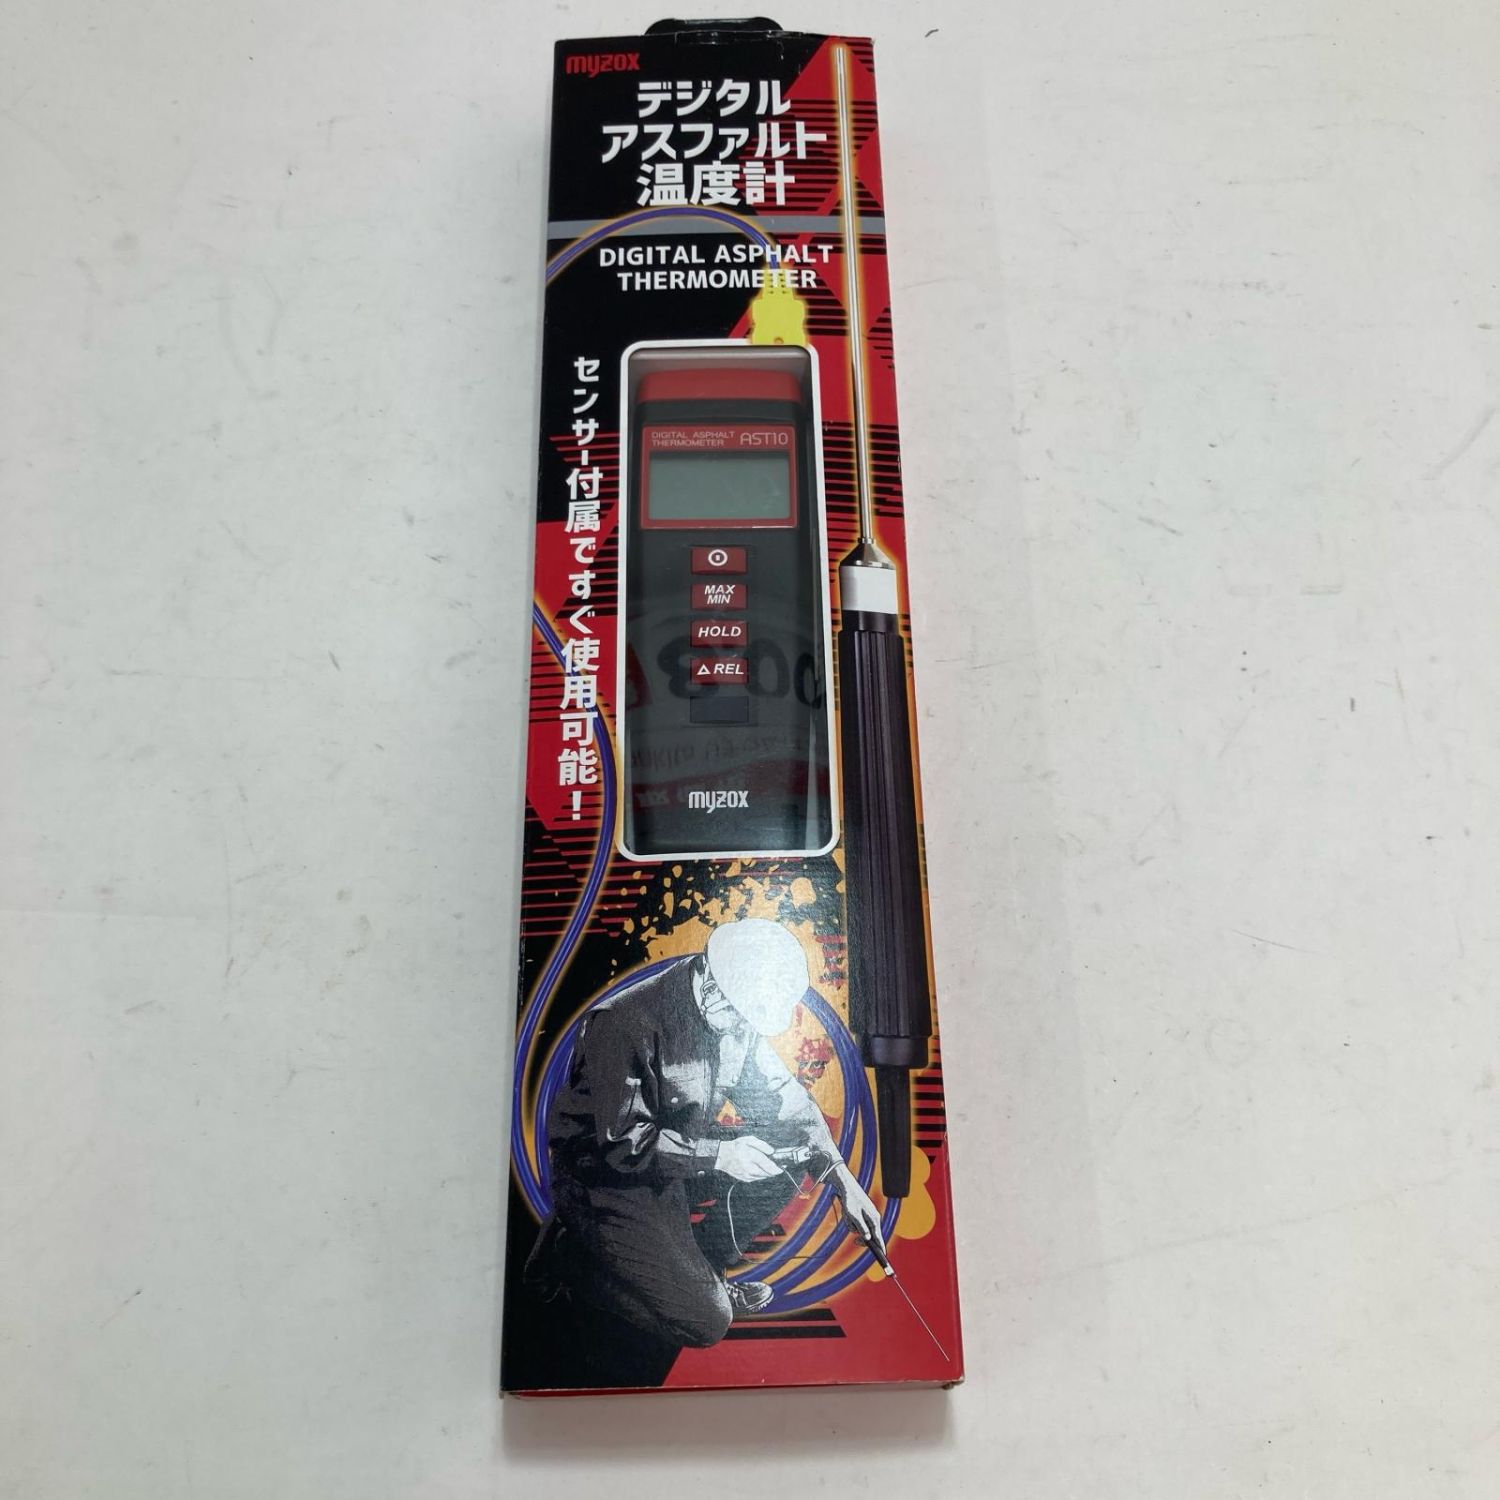 myzox
デジタル
アスファルト
温度計
DIGITAL ASPHALT
THERMOMETER
センサー付属ですぐ使用可能！
DIGITAL ASPHALT
THERMOMETER AST10
MAX
MIN
HOLD
△REL
myzox